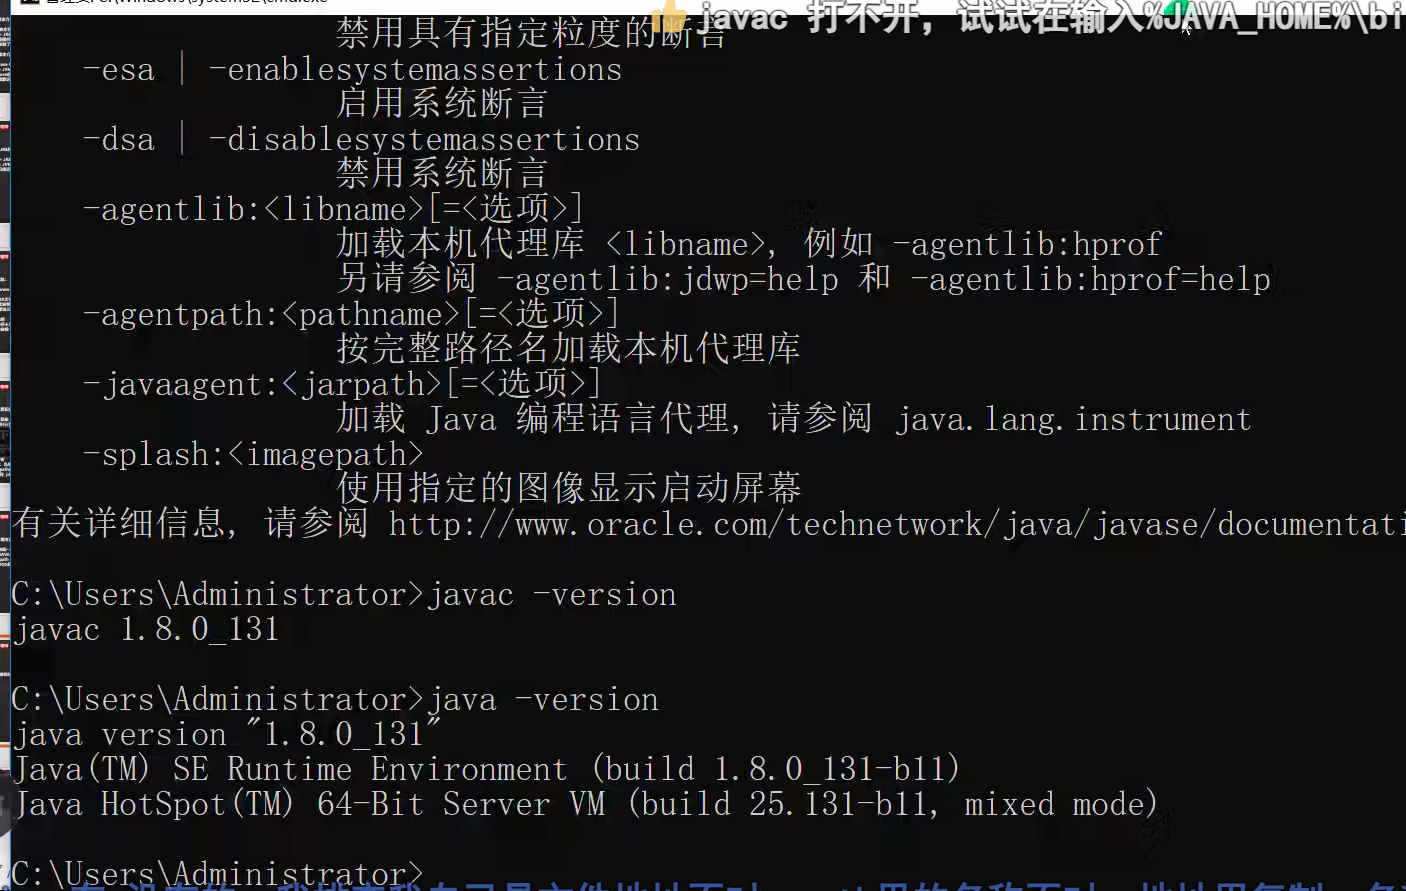 javac 打不开，试试在输入%JAVA_HOME%\bi
禁用具有指定粒度的断言
-esa | -enablesystemassertions
启用系统断言
-dsa | -disablesystemassertions
禁用系统断言
-agentlib:<libname>[=<选项>]
加载本机代理库 <libname>, 例如 -agentlib:hprof
另请参阅 -agentlib:jdwp=help 和 -agentlib:hprof=help
-agentpath:<pathname>[=<选项>]
按完整路径名加载本机代理库
-javaagent:<jarpath>[=<选项>]
加载 Java 编程语言代理, 请参阅 java.lang.instrument
-splash:<imagepath>
使用指定的图像显示启动屏幕
有关详细信息, 请参阅 http://www.oracle.com/technetwork/java/javase/documentati
C:\Users\Administrator>javac -version
javac 1.8.0_131
C:\Users\Administrator>java -version
java version "1.8.0_131"
Java(TM) SE Runtime Environment (build 1.8.0_131-b11)
Java HotSpot(TM) 64-Bit Server VM (build 25.131-b11, mixed mode)
C:\Users\Administrator>